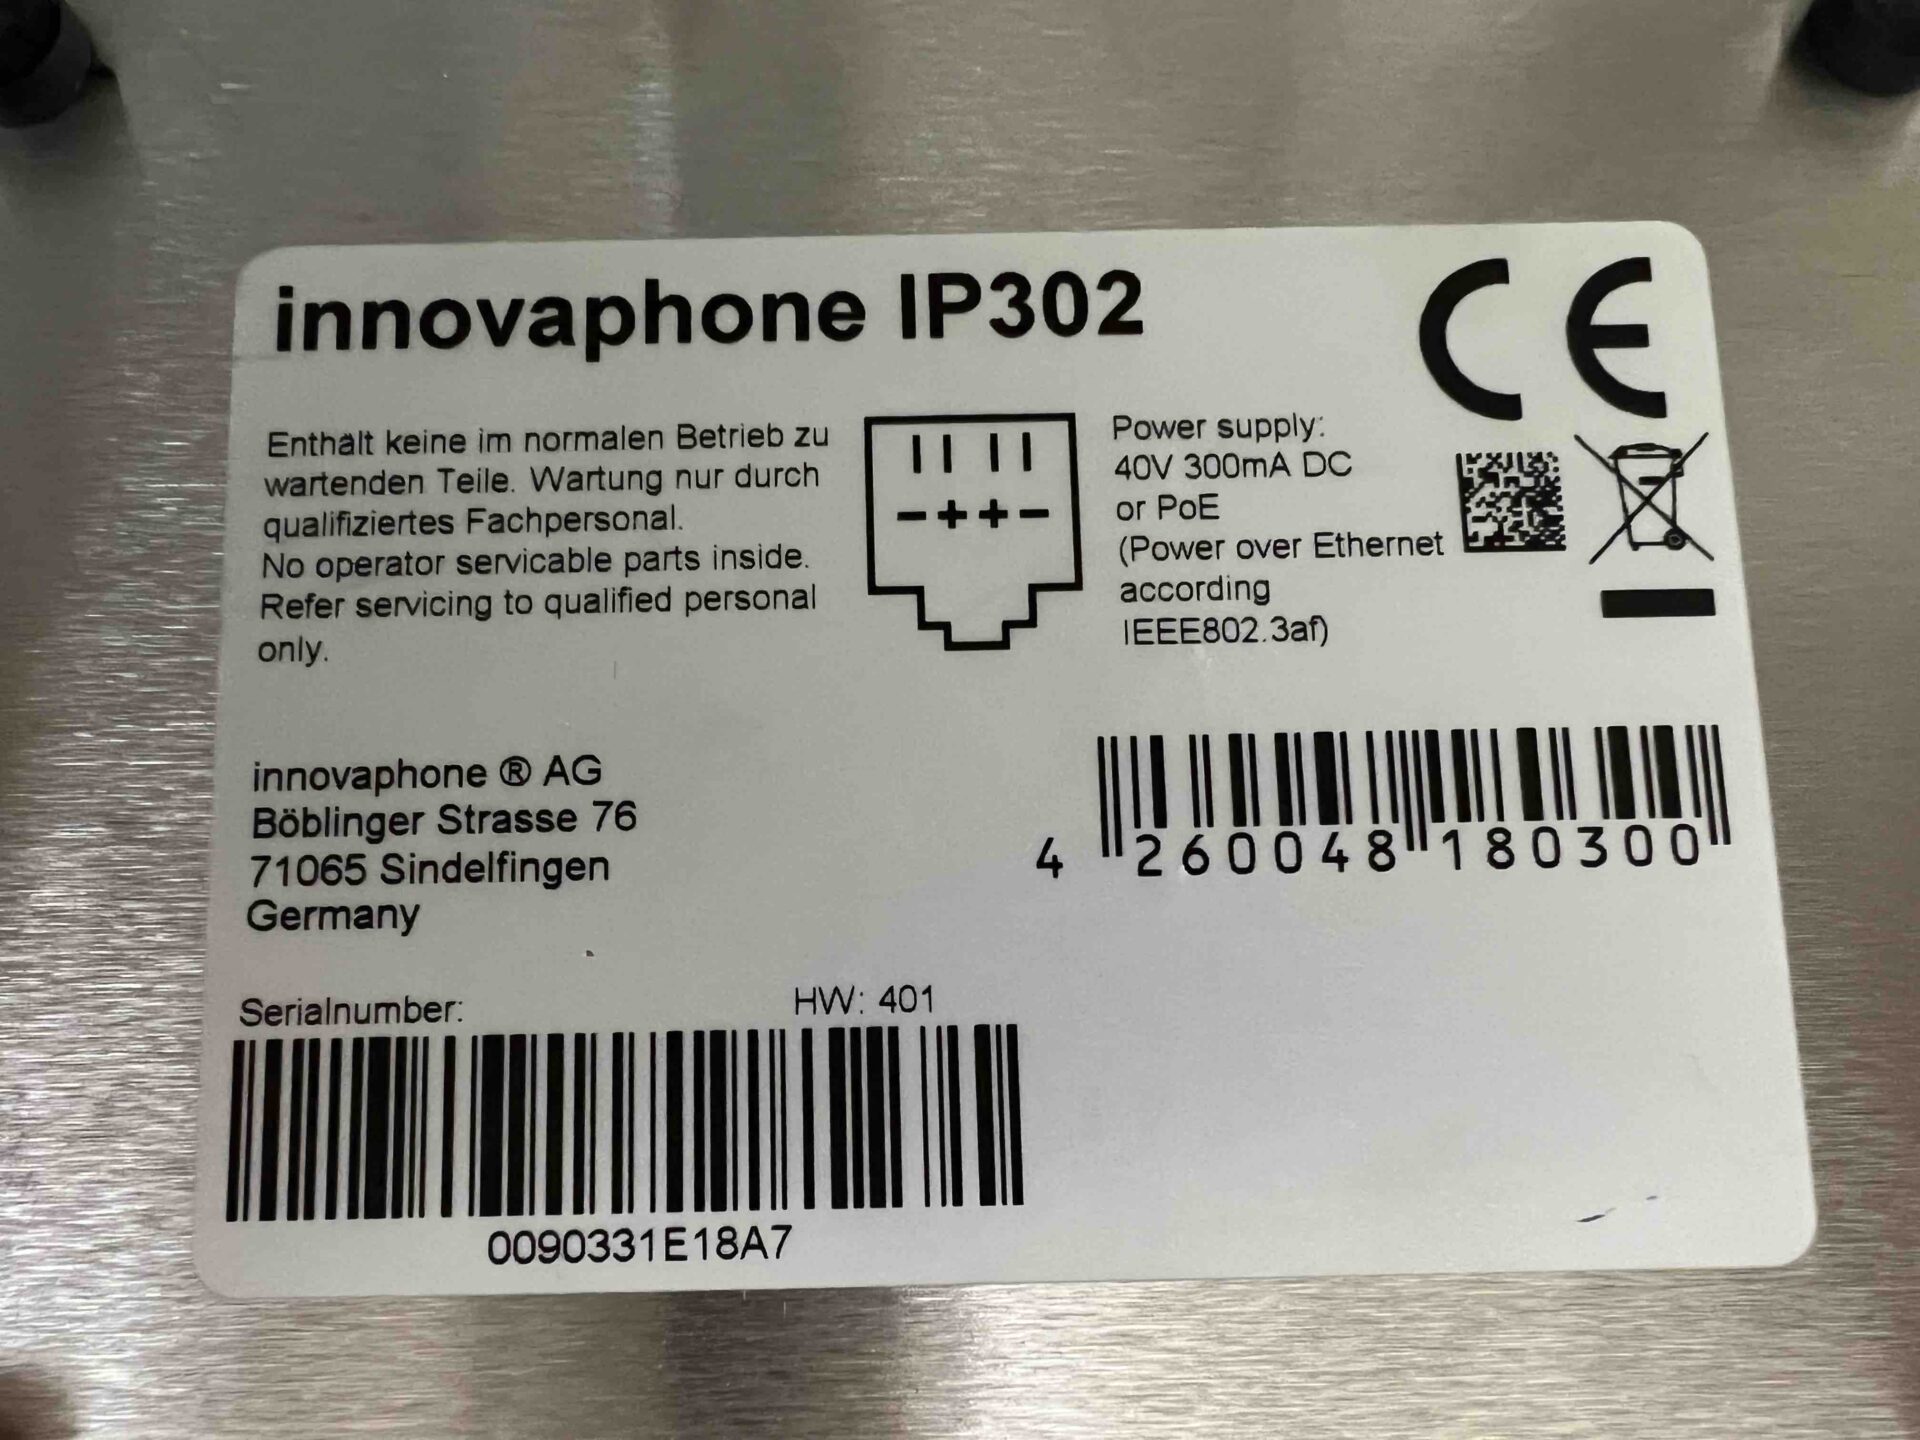 innovaphone IP302
CE
Enthält keine im normalen Betrieb zu
wartenden Teile. Wartung nur durch
qualifiziertes Fachpersonal.
No operator servicable parts inside.
Refer servicing to qualified personal
only.
− + + −
Power supply:
40V 300mA DC
or PoE
(Power over Ethernet
according
IEEE802.3af)
innovaphone ® AG
Böblinger Strasse 76
71065 Sindelfingen
Germany
4 260048 180300
Serialnumber: HW: 401
0090331E18A7